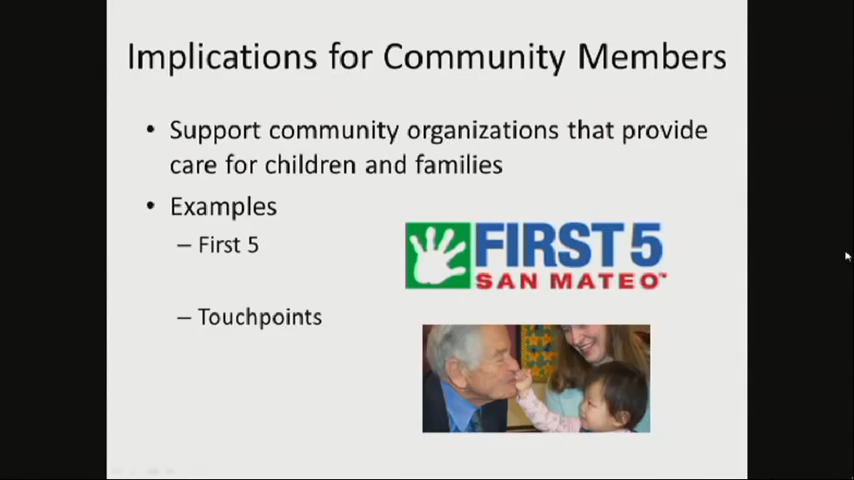 Implications for Community Members
• Support community organizations that provide
care for children and families
• Examples
– First 5
FIRST 5
SAN MATEO™
– Touchpoints